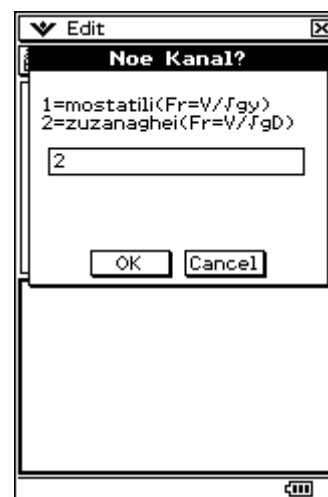 Edit
Noe Kanal?
1=mostatili(Fr=V/√gy)
2=zuzanaghei(Fr=V/√gD)
2
OK Cancel